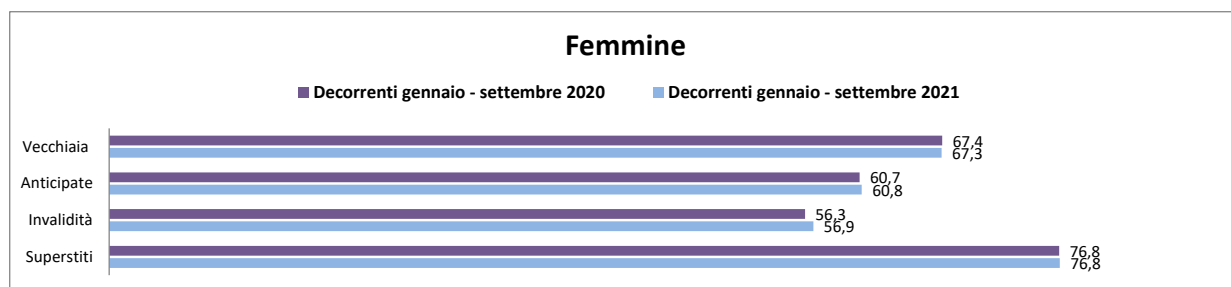 Femmine
Decorrenti gennaio - settembre 2020 Decorrenti gennaio - settembre 2021
Vecchiaia 67,4
67,3
Anticipate 60,7
60,8
Invalidità 56,3
56,9
Superstiti 76,8
76,8